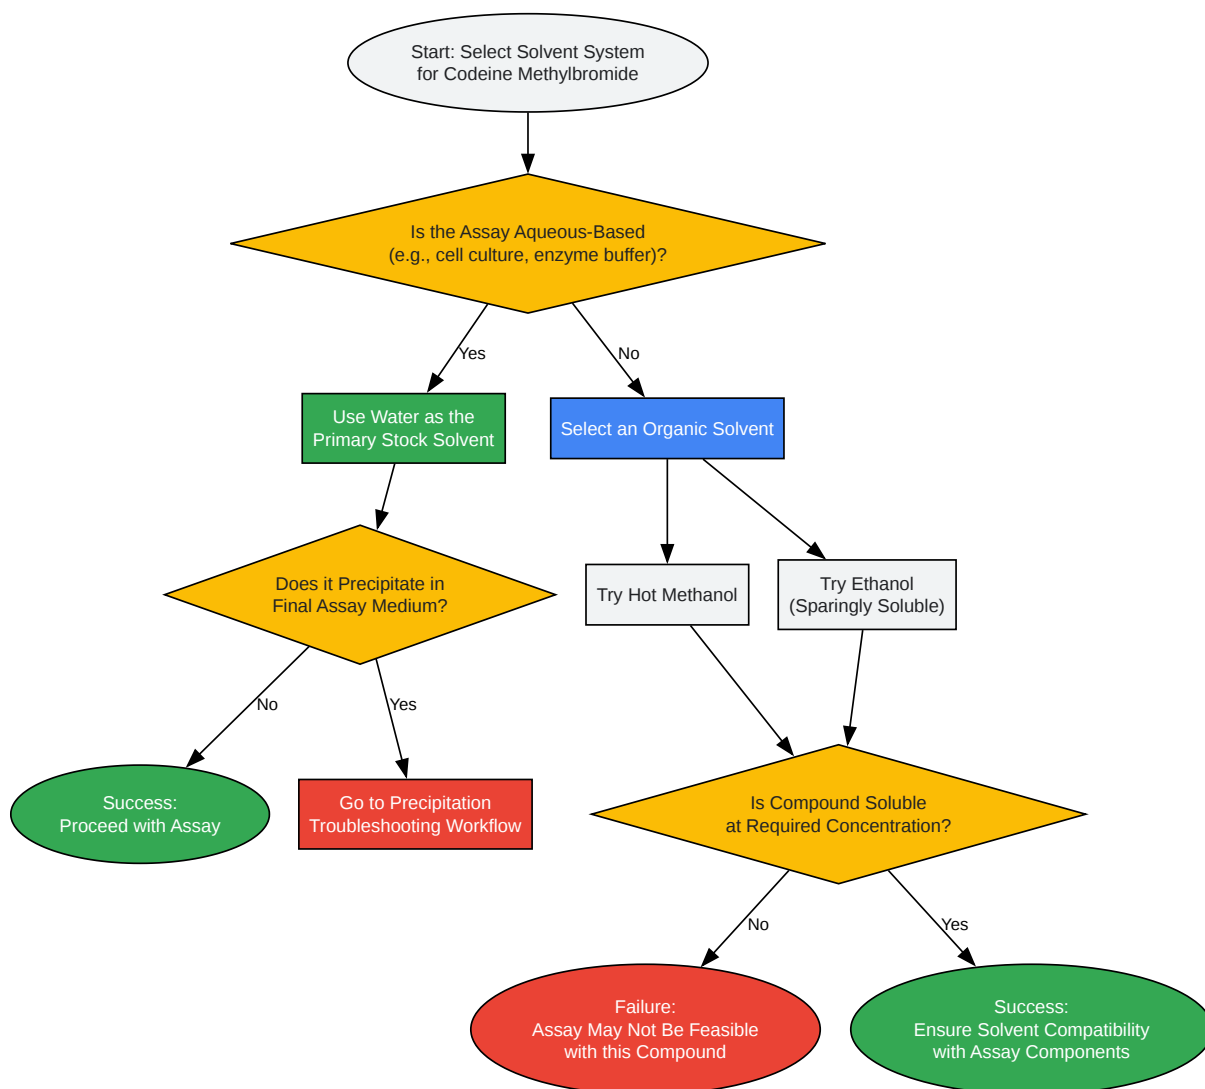 Start: Select Solvent System
for Codeine Methylbromide
Is the Assay Aqueous-Based
(e.g., cell culture, enzyme buffer)?
Yes
No
Use Water as the
Primary Stock Solvent
Select an Organic Solvent
Does it Precipitate in
Final Assay Medium?
Try Hot Methanol
Try Ethanol
(Sparingly Soluble)
No
Yes
Success:
Proceed with Assay
Go to Precipitation
Troubleshooting Workflow
Is Compound Soluble
at Required Concentration?
No
Yes
Failure:
Assay May Not Be Feasible
with this Compound
Success:
Ensure Solvent Compatibility
with Assay Components